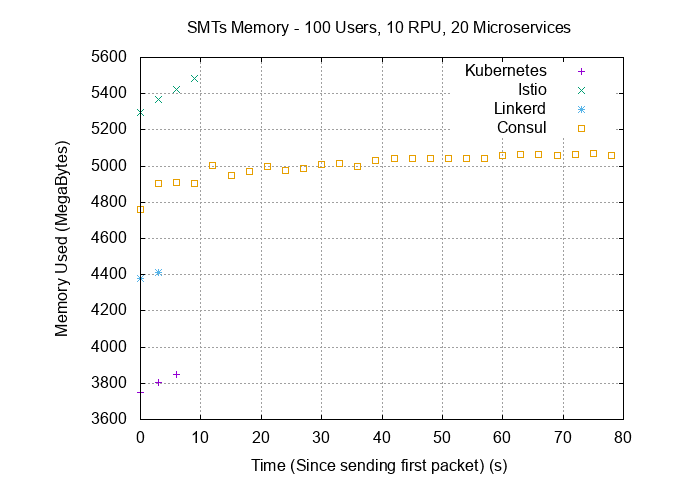 SMTs Memory - 100 Users, 10 RPU, 20 Microservices
5600
5400
5200
5000
4800
4600
4400
4200
4000
3800
3600
Memory Used (MegaBytes)
Kubernetes
Istio
Linkerd
Consul
0 10 20 30 40 50 60 70 80
Time (Since sending first packet) (s)